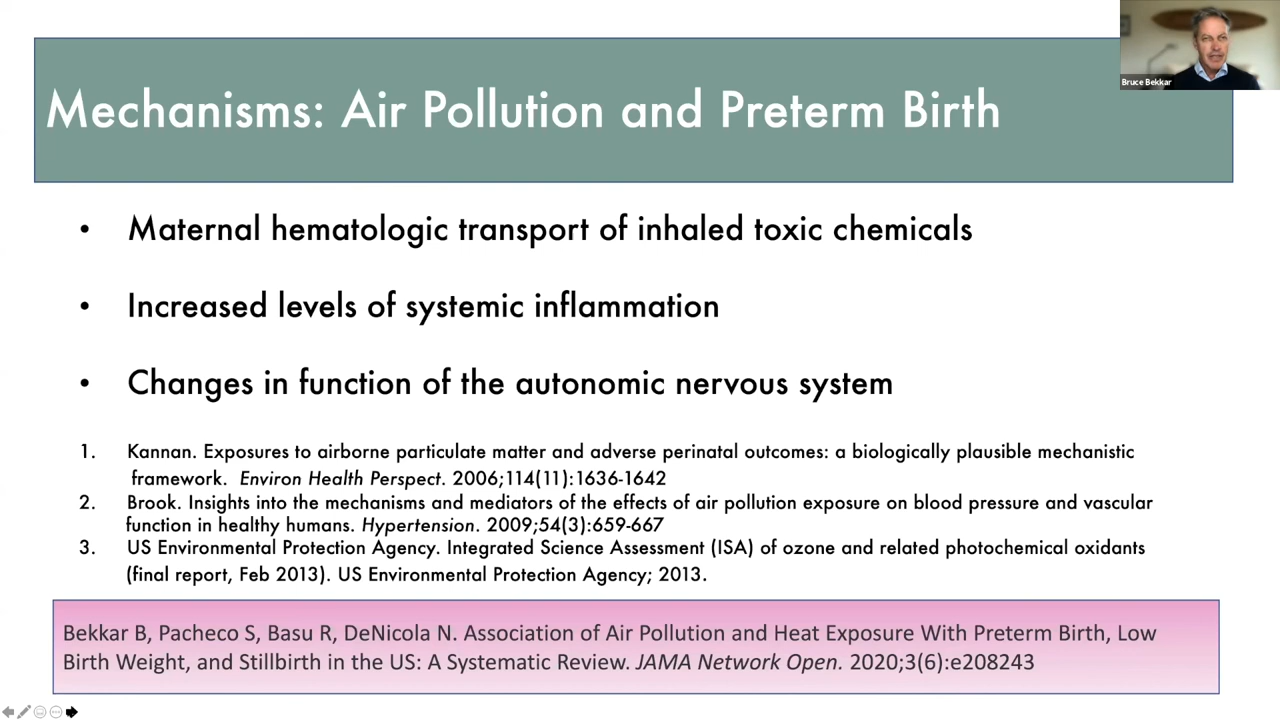 Bruce Bekkar
Mechanisms: Air Pollution and Preterm Birth
• Maternal hematologic transport of inhaled toxic chemicals
• Increased levels of systemic inflammation
• Changes in function of the autonomic nervous system
1. Kannan. Exposures to airborne particulate matter and adverse perinatal outcomes: a biologically plausible mechanistic
framework. Environ Health Perspect. 2006;114(11):1636-1642
2. Brook. Insights into the mechanisms and mediators of the effects of air pollution exposure on blood pressure and vascular
function in healthy humans. Hypertension. 2009;54(3):659-667
3. US Environmental Protection Agency. Integrated Science Assessment (ISA) of ozone and related photochemical oxidants
(final report, Feb 2013). US Environmental Protection Agency; 2013.
Bekkar B, Pacheco S, Basu R, DeNicola N. Association of Air Pollution and Heat Exposure With Preterm Birth, Low
Birth Weight, and Stillbirth in the US: A Systematic Review. JAMA Network Open. 2020;3(6):e208243